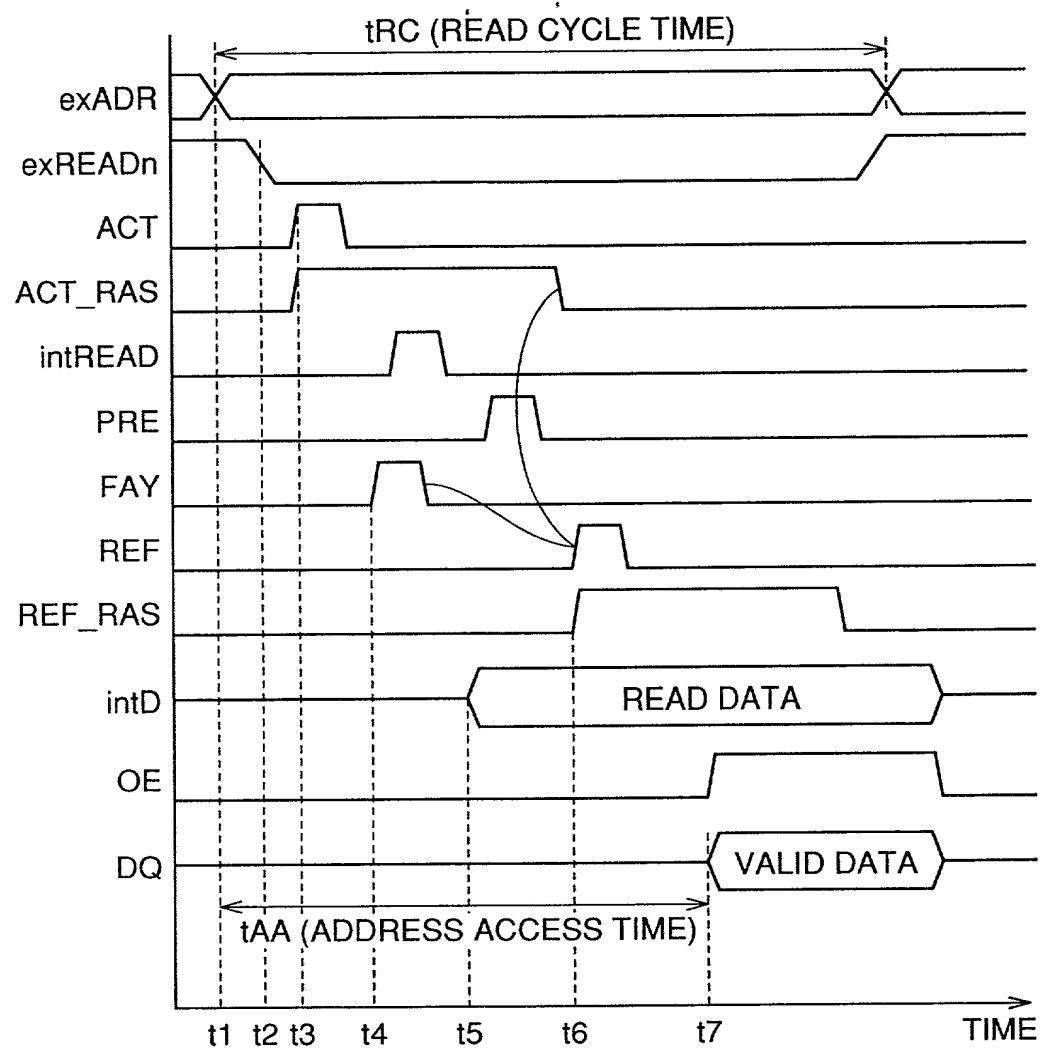 tRC (READ CYCLE TIME)
exADR
exREADn
ACT
ACT_RAS
intREAD
PRE
FAY
REF
REF_RAS
intD READ DATA
OE
DQ VALID DATA
tAA (ADDRESS ACCESS TIME)
t1 t2 t3 t4 t5 t6 t7 TIME